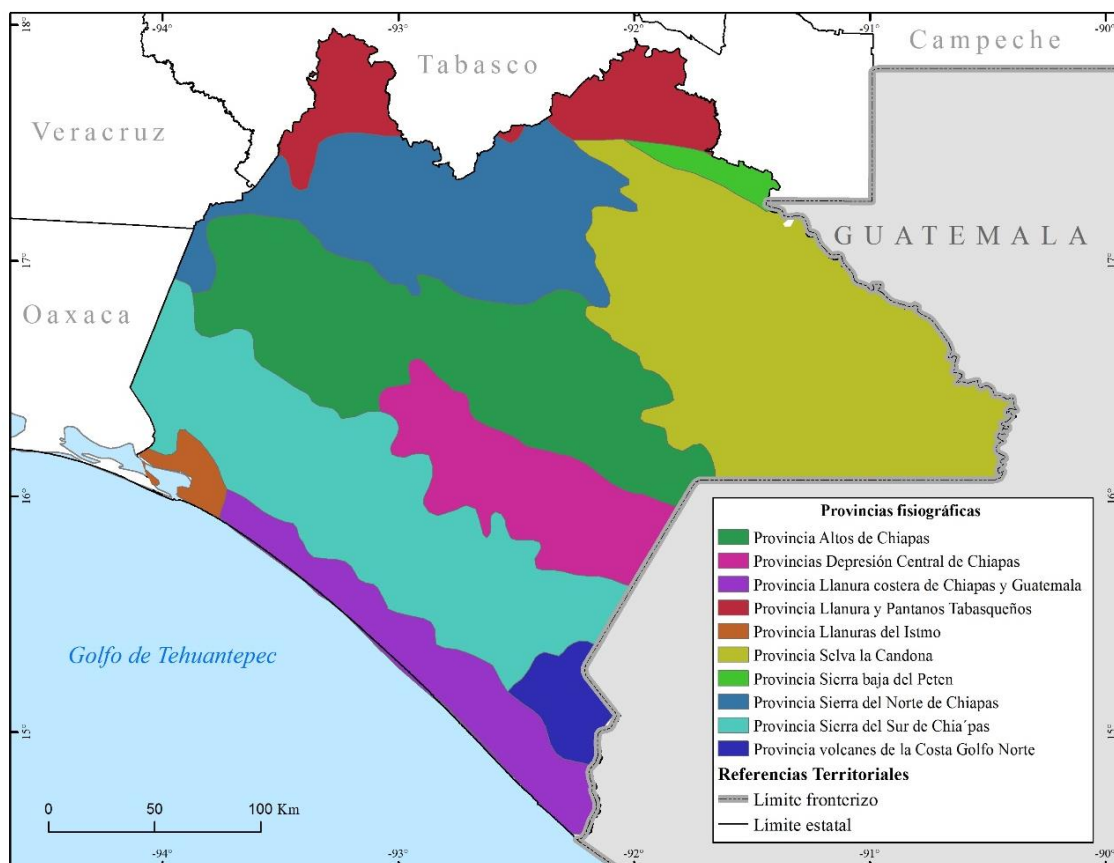 -94°
-93°
-92°
-91°
-90°
18°
18°
Campeche
Tabasco
Veracruz
GUATEMALA
17°
17°
Oaxaca
16°
16°
Golfo de Tehuantepec
15°
15°
0 50 100 Km
Provincias fisiográficas
Provincia Altos de Chiapas
Provincias Depresión Central de Chiapas
Provincia Llanura costera de Chiapas y Guatemala
Provincia Llanura y Pantanos Tabasqueños
Provincia Llanuras del Istmo
Provincia Selva la Candona
Provincia Sierra baja del Peten
Provincia Sierra del Norte de Chiapas
Provincia Sierra del Sur de Chia´pas
Provincia volcanes de la Costa Golfo Norte
Referencias Territoriales
Límite fronterizo
Límite estatal
-94°
-93°
-92°
-91°
-90°